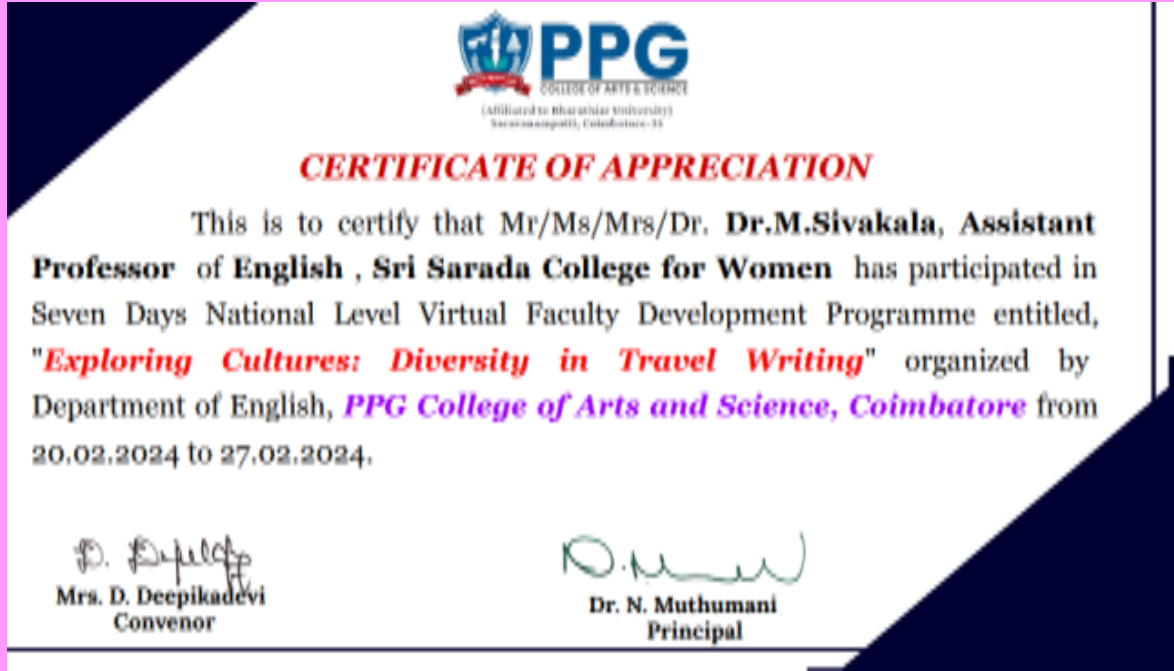 PPG
COLLEGE OF ARTS & SCIENCE
(Affiliated to Bharathiar University)
Saravanampatti, Coimbatore-35
CERTIFICATE OF APPRECIATION
This is to certify that Mr/Ms/Mrs/Dr. Dr.M.Sivakala, Assistant
Professor of English , Sri Sarada College for Women has participated in
Seven Days National Level Virtual Faculty Development Programme entitled,
"Exploring Cultures: Diversity in Travel Writing" organized by
Department of English, PPG College of Arts and Science, Coimbatore from
20.02.2024 to 27.02.2024.
Mrs. D. Deepikadevi
Convenor
Dr. N. Muthumani
Principal